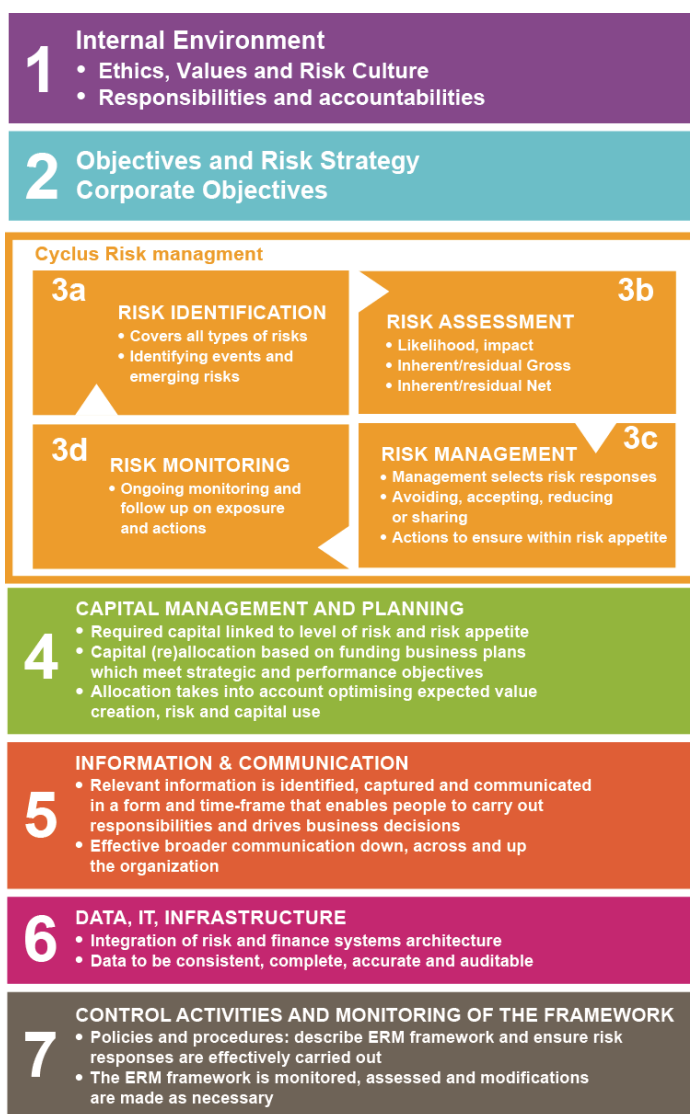 1
Internal Environment
• Ethics, Values and Risk Culture
• Responsibilities and accountabilities
2
Objectives and Risk Strategy
Corporate Objectives
Cyclus Risk managment
3a
RISK IDENTIFICATION
• Covers all types of risks
• Identifying events and
emerging risks
3b
RISK ASSESSMENT
• Likelihood, impact
• Inherent/residual Gross
• Inherent/residual Net
3d
RISK MONITORING
• Ongoing monitoring and
follow up on exposure
and actions
3c
RISK MANAGEMENT
• Management selects risk responses
• Avoiding, accepting, reducing
or sharing
• Actions to ensure within risk appetite
4
CAPITAL MANAGEMENT AND PLANNING
• Required capital linked to level of risk and risk appetite
• Capital (re)allocation based on funding business plans
which meet strategic and performance objectives
• Allocation takes into account optimising expected value
creation, risk and capital use
5
INFORMATION & COMMUNICATION
• Relevant information is identified, captured and communicated
in a form and time-frame that enables people to carry out
responsibilities and drives business decisions
• Effective broader communication down, across and up
the organization
6
DATA, IT, INFRASTRUCTURE
• Integration of risk and finance systems architecture
• Data to be consistent, complete, accurate and auditable
7
CONTROL ACTIVITIES AND MONITORING OF THE FRAMEWORK
• Policies and procedures: describe ERM framework and ensure risk
responses are effectively carried out
• The ERM framework is monitored, assessed and modifications
are made as necessary